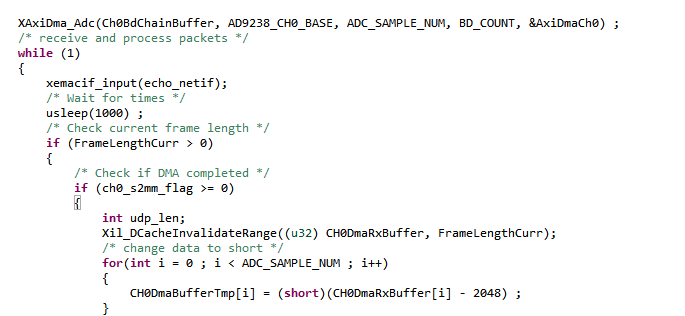 XAxiDma_Adc(Ch0BdChainBuffer, AD9238_CH0_BASE, ADC_SAMPLE_NUM, BD_COUNT, &AxiDmaCh0) ;
/* receive and process packets */
while (1)
{
    xemacif_input(echo_netif);
    /* Wait for times */
    usleep(1000) ;
    /* Check current frame length */
    if (FrameLengthCurr > 0)
    {
        /* Check if DMA completed */
        if (ch0_s2mm_flag >= 0)
        {
            int udp_len;
            Xil_DCacheInvalidateRange((u32) CH0DmaRxBuffer, FrameLengthCurr);
            /* change data to short */
            for(int i = 0 ; i < ADC_SAMPLE_NUM ; i++)
            {
                CH0DmaBufferTmp[i] = (short)(CH0DmaRxBuffer[i] - 2048) ;
            }